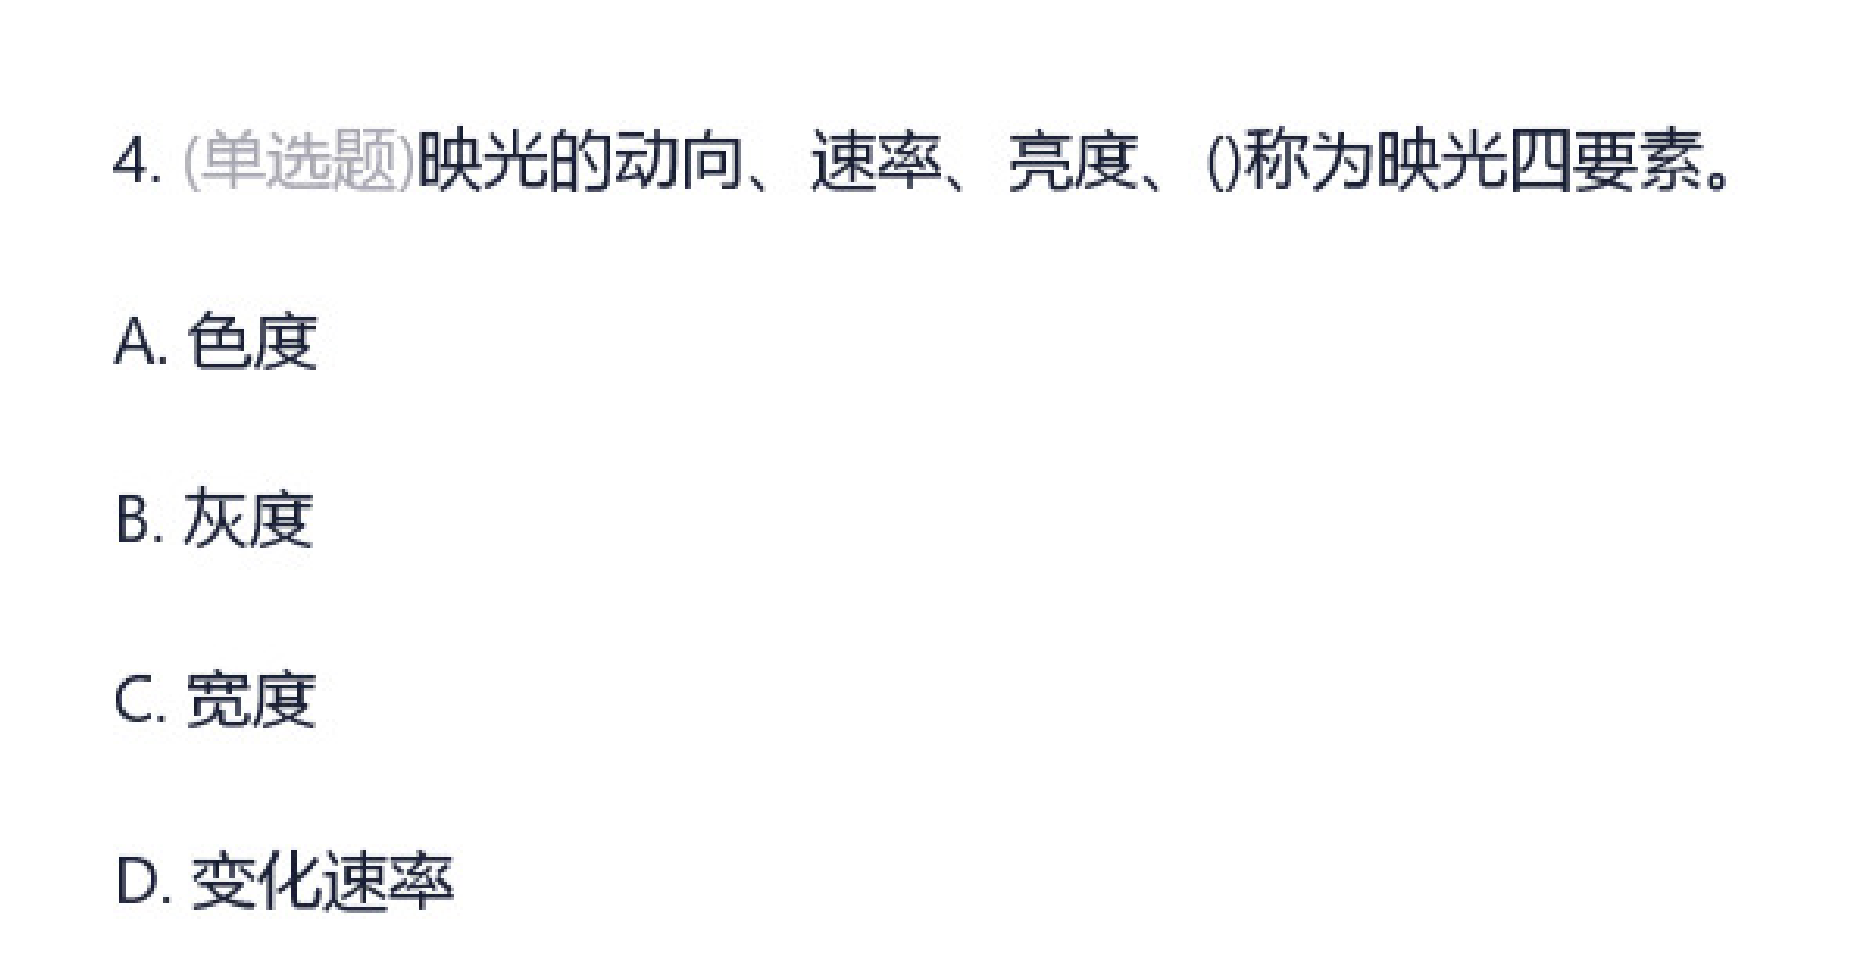 4. (单选题)映光的动向、速率、亮度、()称为映光四要素。
A. 色度
B. 灰度
C. 宽度
D. 变化速率